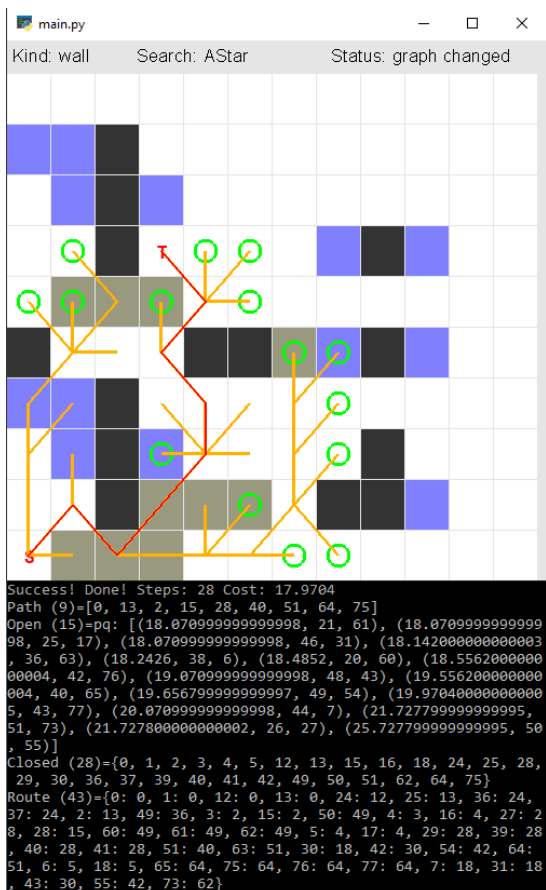 main.py
Kind: wall Search: AStar Status: graph changed
T
S
Success! Done! Steps: 28 Cost: 17.9704
Path (9)=[0, 13, 2, 15, 28, 40, 51, 64, 75]
Open (15)=pq: [(18.070999999999998, 21, 61), (18.0709999999999
98, 25, 17), (18.070999999999998, 46, 31), (18.142000000000003
, 36, 63), (18.2426, 38, 6), (18.4852, 20, 60), (18.5562000000
00004, 42, 76), (19.070999999999998, 48, 43), (19.556200000000
004, 40, 65), (19.656799999999997, 49, 54), (19.97040000000000
5, 43, 77), (20.070999999999998, 44, 7), (21.727799999999995,
51, 73), (21.727800000000002, 26, 27), (25.727799999999995, 50
, 55)]
Closed (28)={0, 1, 2, 3, 4, 5, 12, 13, 15, 16, 18, 24, 25, 28,
29, 30, 36, 37, 39, 40, 41, 42, 49, 50, 51, 62, 64, 75}
Route (43)={0: 0, 1: 0, 12: 0, 13: 0, 24: 12, 25: 13, 36: 24,
37: 24, 2: 13, 49: 36, 3: 2, 15: 2, 50: 49, 4: 3, 16: 4, 27: 2
8, 28: 15, 60: 49, 61: 49, 62: 49, 5: 4, 17: 4, 29: 28, 39: 28
, 40: 28, 41: 28, 51: 40, 63: 51, 30: 18, 42: 30, 54: 42, 64:
51, 6: 5, 18: 5, 65: 64, 75: 64, 76: 64, 77: 64, 7: 18, 31: 18
, 43: 30, 55: 42, 73: 62}